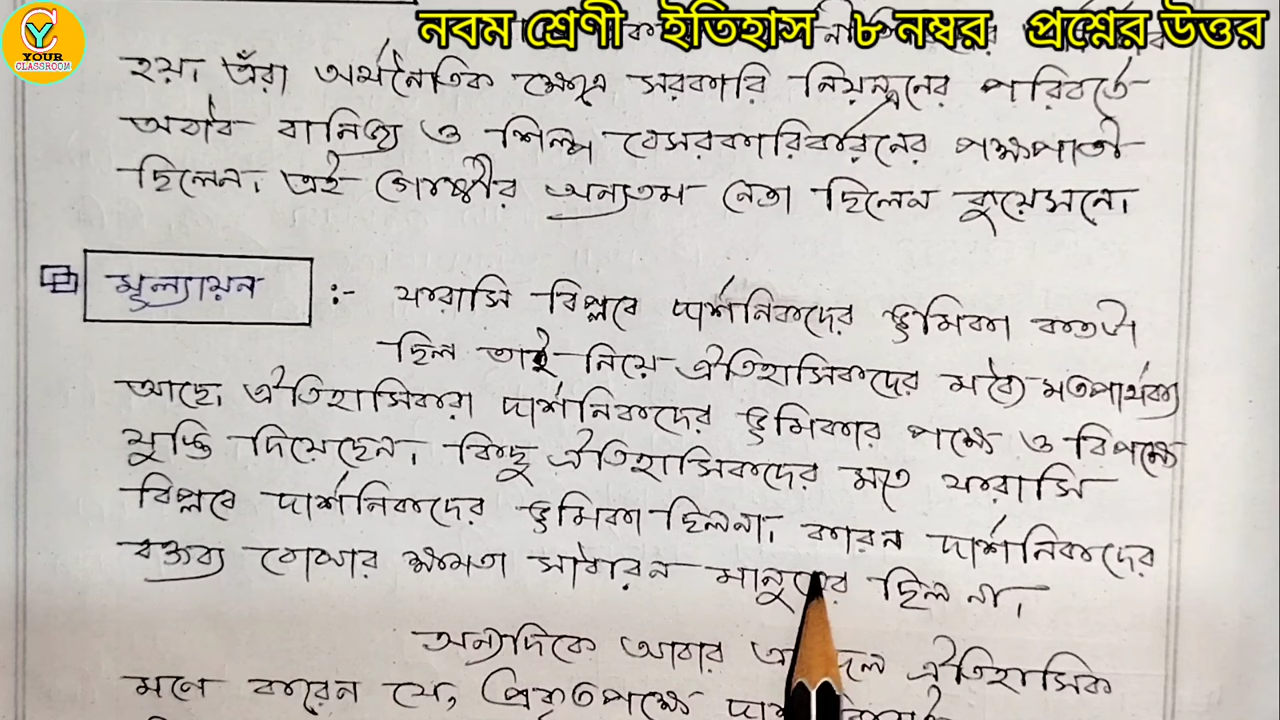 YOUR
CLASSROOM
নবম শ্রেণী ইতিহাস ৮ নম্বর প্রশ্নের উত্তর
হয়। এঁরা অর্থনৈতিক ক্ষেত্রে সরকারি নিয়ন্ত্রনের পরিবর্তে
অবাধ বানিজ্য ও শিল্প বেসরকারিকরনের পক্ষপাতী
ছিলেন। এই গোষ্ঠীর অন্যতম নেতা ছিলেন কুয়েসনে।
মূল্যায়ন :- ফরাসি বিপ্লবে দার্শনিকদের ভূমিকা কতটা
ছিল তাই নিয়ে ঐতিহাসিকদের মধ্যে মতপার্থক্য
আছে। ঐতিহাসিকরা দার্শনিকদের ভূমিকার পক্ষে ও বিপক্ষে
যুক্তি দিয়েছেন। কিছু ঐতিহাসিকদের মতে ফরাসি
বিপ্লবে দার্শনিকদের ভূমিকা ছিলনা। কারন দার্শনিকদের
বক্তব্য বোঝার ক্ষমতা সাধারন মানুষের ছিল না।
অন্যদিকে আবার ঐতিহাসিক
মনে করেন যে, প্রকৃতপক্ষে